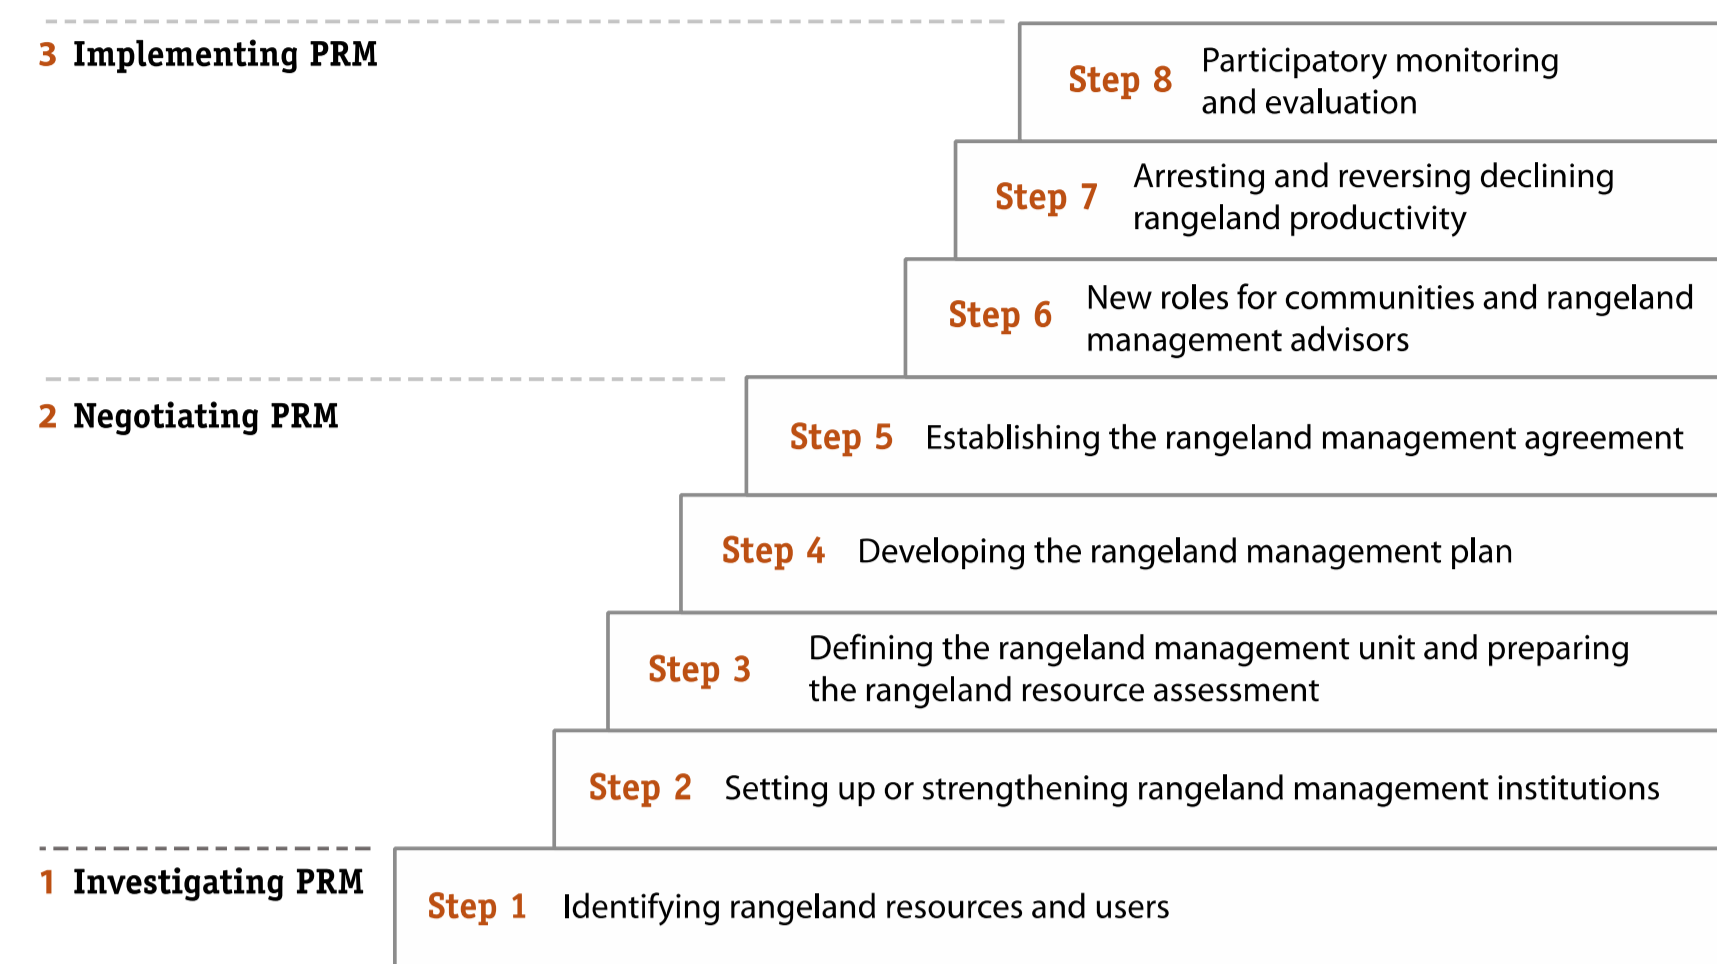 3 Implementing PRM
Step 8 Participatory monitoring
and evaluation
Step 7 Arresting and reversing declining
rangeland productivity
Step 6 New roles for communities and rangeland
management advisors
2 Negotiating PRM
Step 5 Establishing the rangeland management agreement
Step 4 Developing the rangeland management plan
Step 3 Defining the rangeland management unit and preparing
the rangeland resource assessment
Step 2 Setting up or strengthening rangeland management institutions
1 Investigating PRM
Step 1 Identifying rangeland resources and users